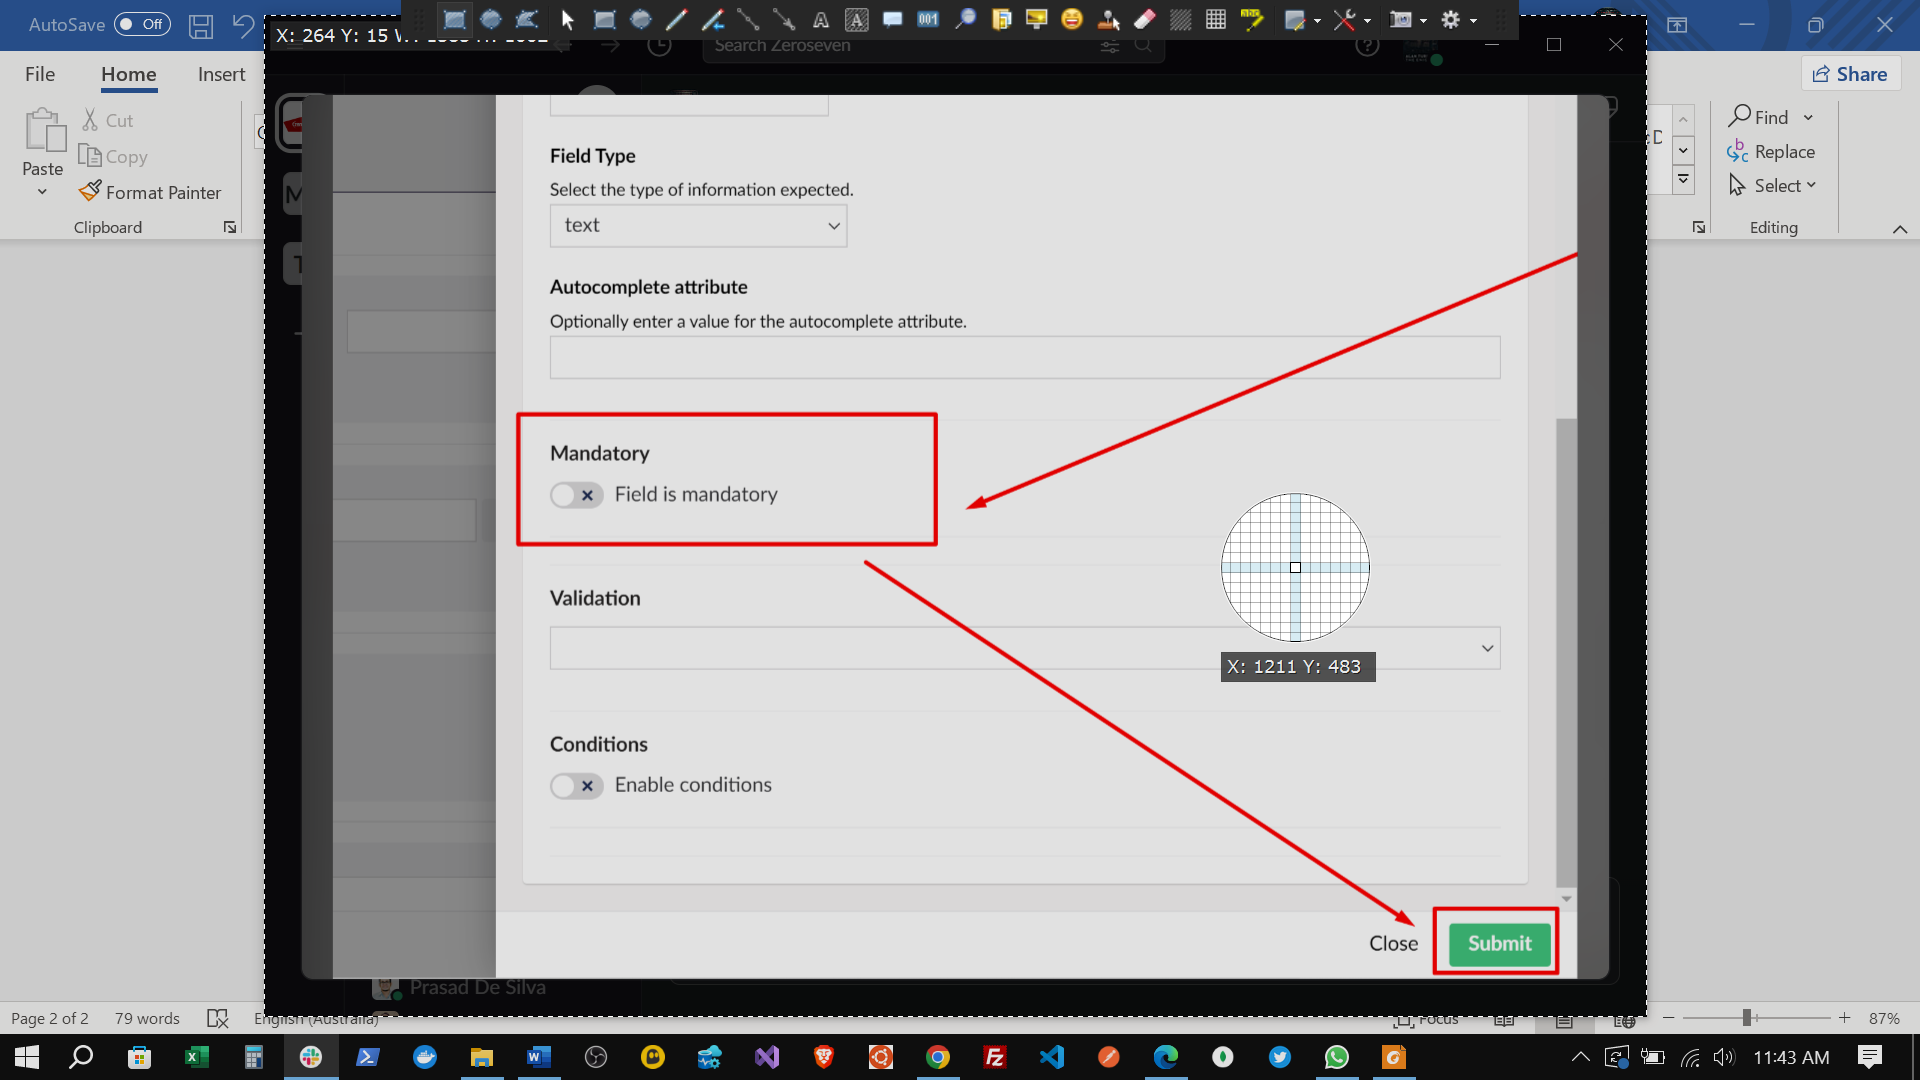 AutoSave Off
X: 264 Y: 15
Search Zeroseven
File Home Insert
Share
Cut
Copy
Paste
Format Painter
Clipboard
Find
Replace
Select
Editing
Field Type
Select the type of information expected.
text
Autocomplete attribute
Optionally enter a value for the autocomplete attribute.
Mandatory
Field is mandatory
Validation
X: 1211 Y: 483
Conditions
Enable conditions
Close Submit
Prasad De Silva
Page 2 of 2 79 words English (Australia) Focus 87%
11:43 AM